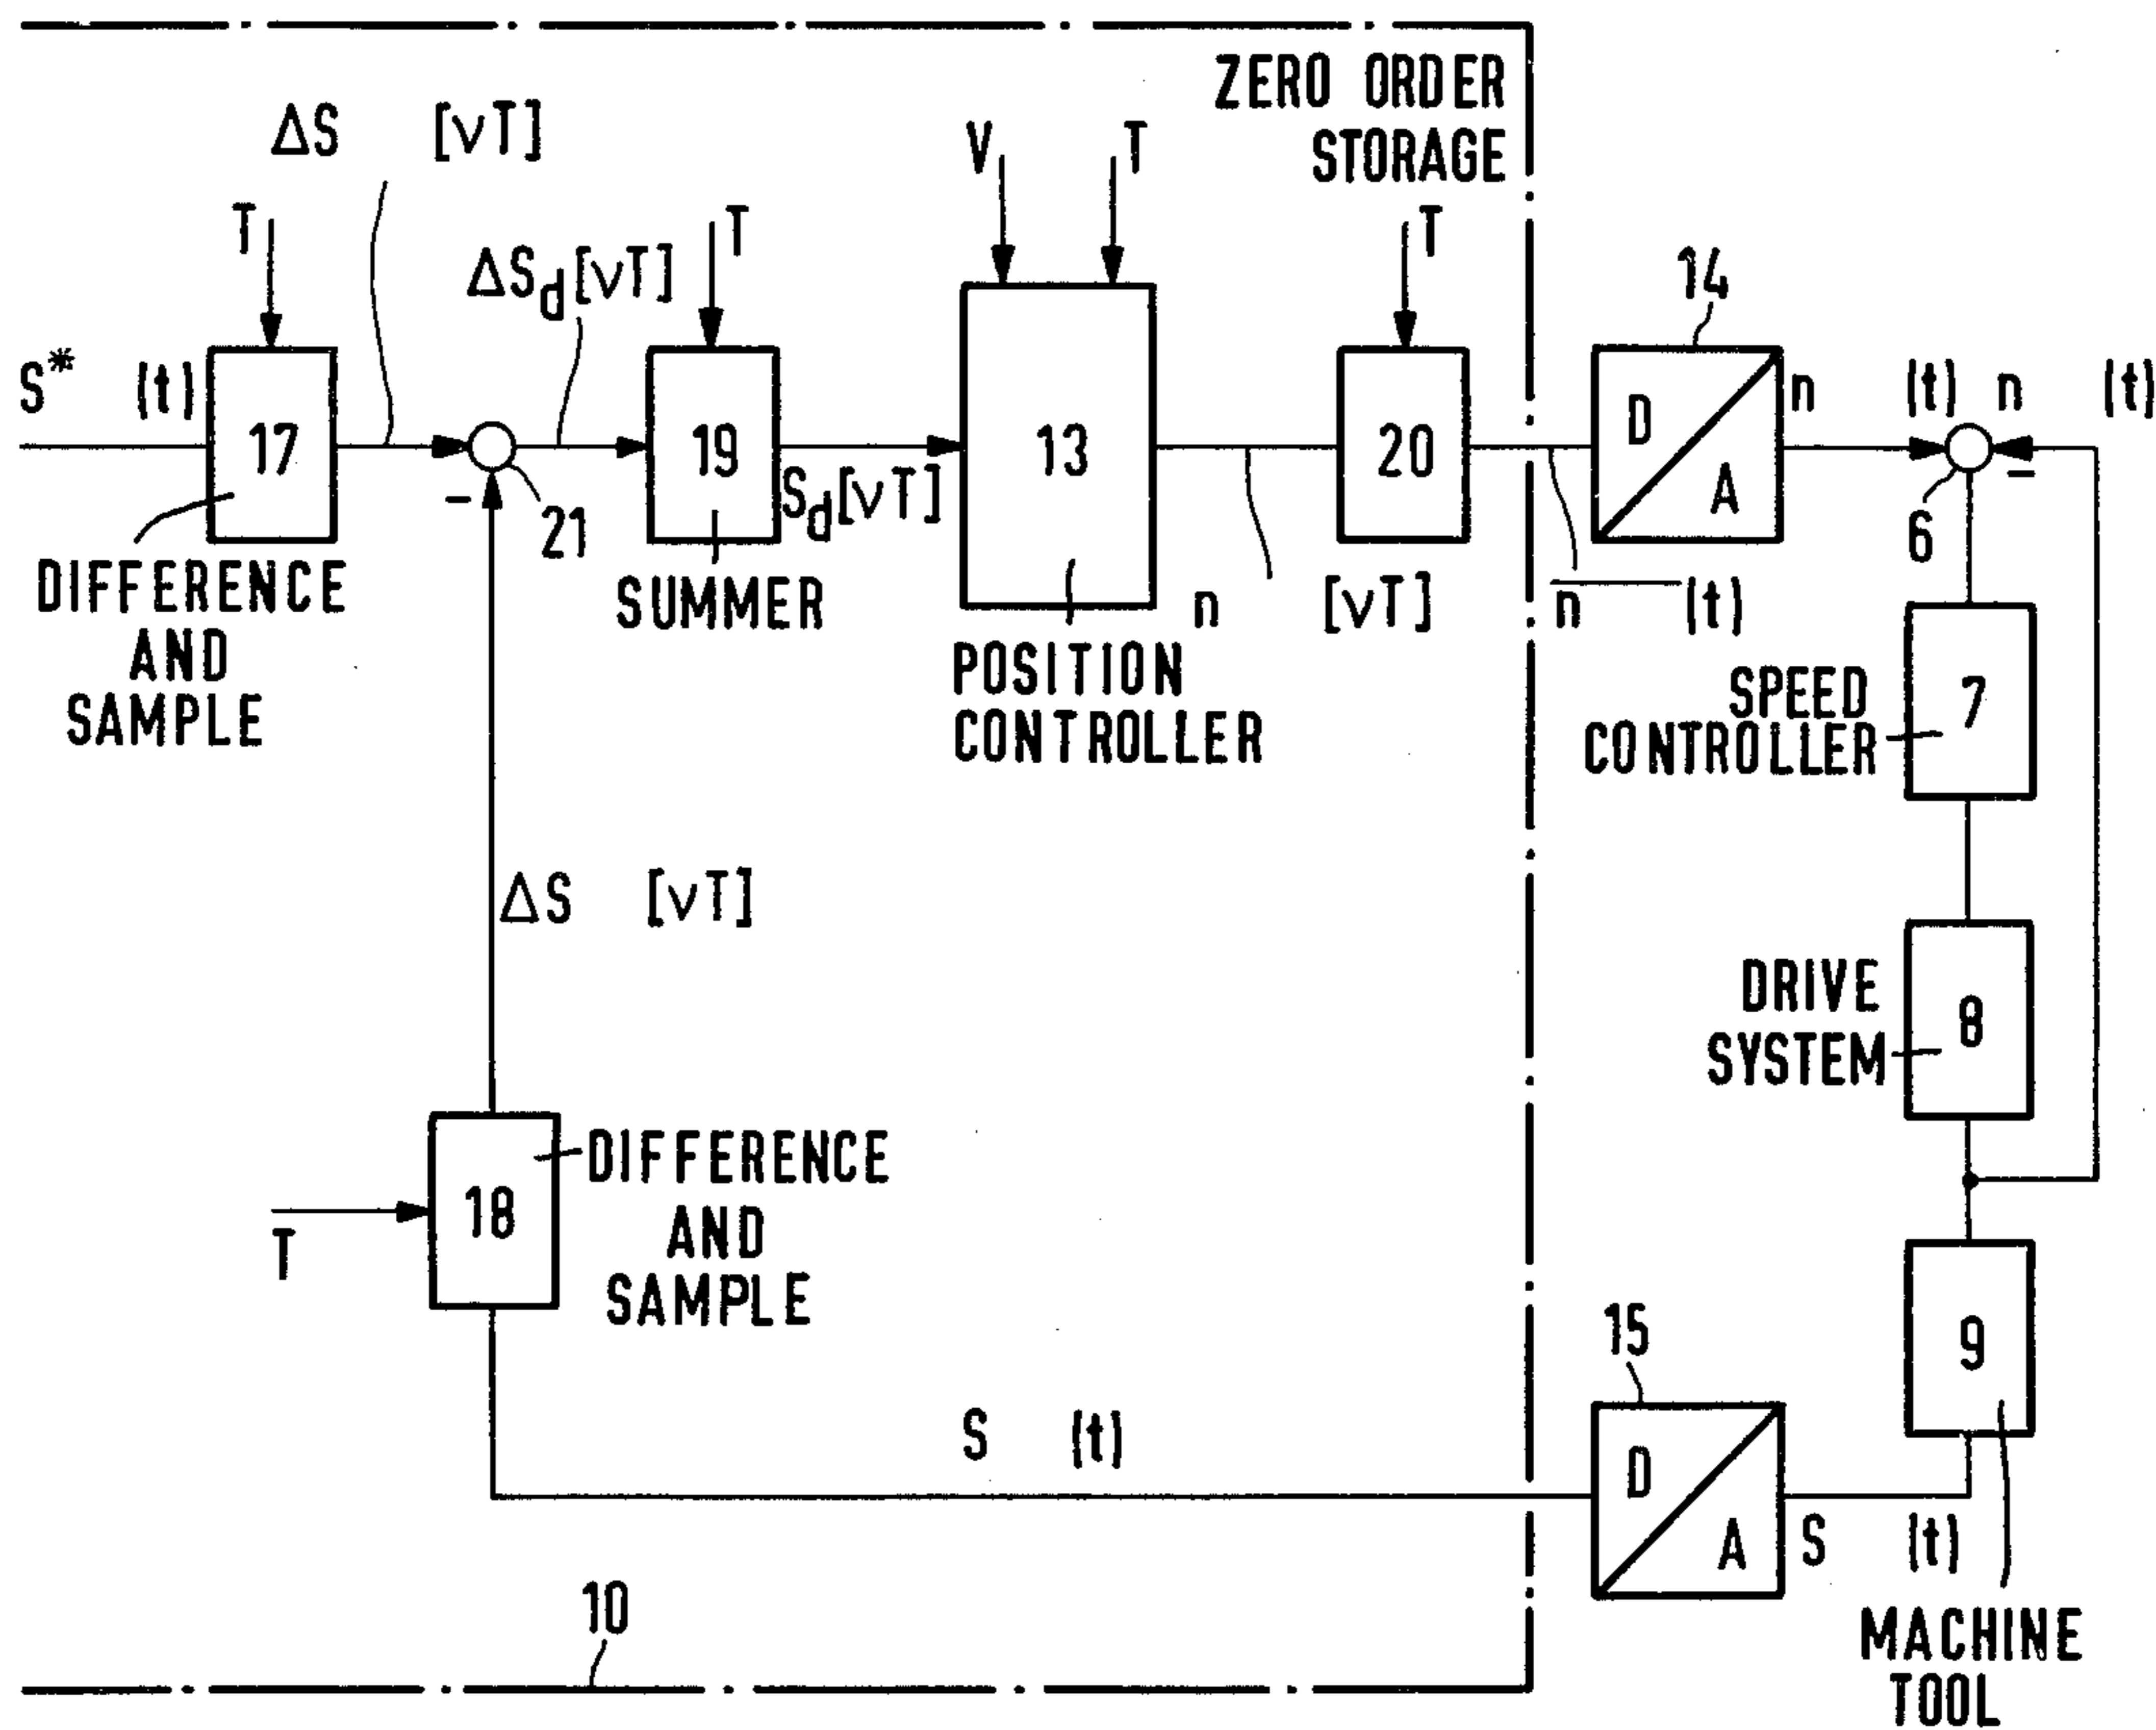 ZERO ORDER
STORAGE
ΔS [νT]
V T
T T T
ΔSd[νT]
14
S* (t)
17
19
13
20
D
A
n (t) n (t)
Sd[νT]
-
21
-
6
DIFFERENCE
AND
SAMPLE
SUMMER
n [νT]
n (t)
POSITION
CONTROLLER
SPEED
CONTROLLER
7
ΔS [νT]
DRIVE
SYSTEM
8
DIFFERENCE
AND
SAMPLE
18
T
15
9
S (t)
D
A
S (t)
10
MACHINE
TOOL